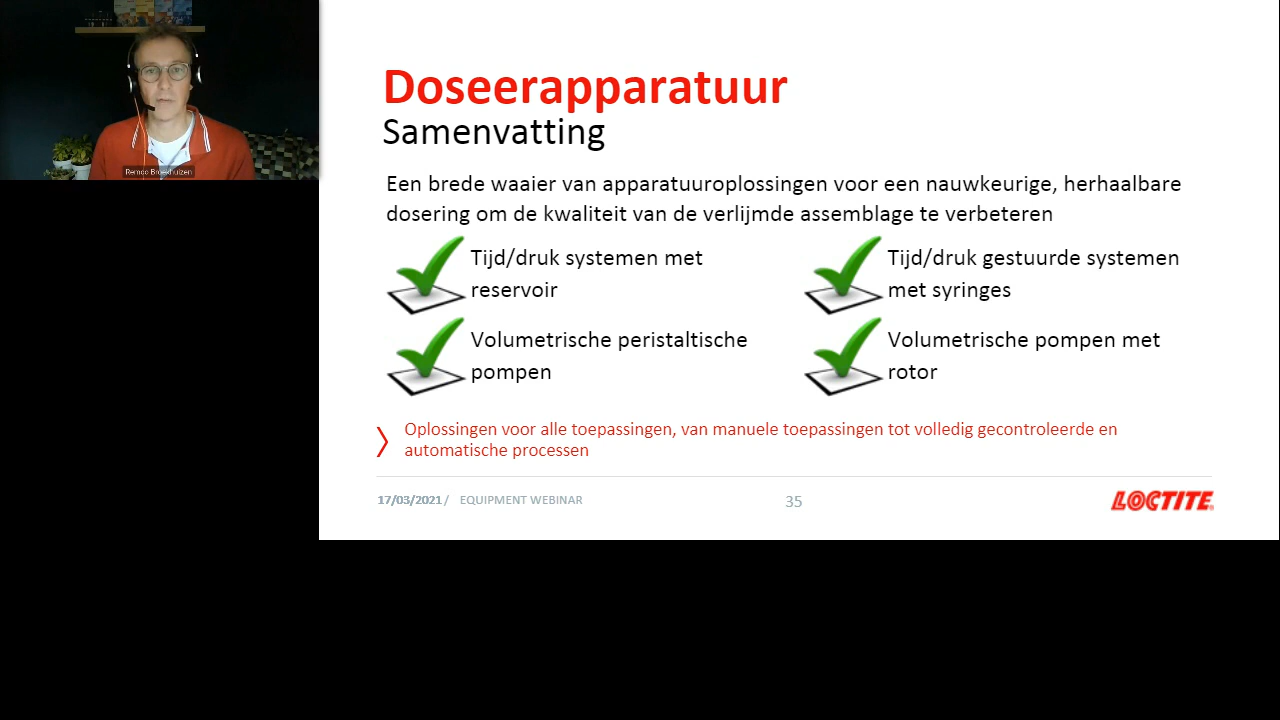 Remco Broekhuizen
Doseerapparatuur
Samenvatting
Een brede waaier van apparatuuroplossingen voor een nauwkeurige, herhaalbare
dosering om de kwaliteit van de verlijmde assemblage te verbeteren
Tijd/druk systemen met
reservoir
Tijd/druk gestuurde systemen
met syringes
Volumetrische peristaltische
pompen
Volumetrische pompen met
rotor
Oplossingen voor alle toepassingen, van manuele toepassingen tot volledig gecontroleerde en
automatische processen
17/03/2021 / EQUIPMENT WEBINAR
35
LOCTITE®